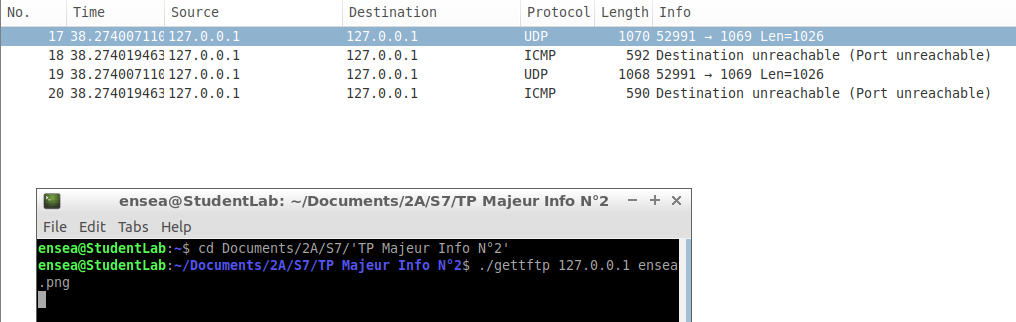 No. Time Source Destination Protocol Length Info
17 38.274007110 127.0.0.1 127.0.0.1 UDP 1070 52991 → 1069 Len=1026
18 38.274019463 127.0.0.1 127.0.0.1 ICMP 592 Destination unreachable (Port unreachable)
19 38.274007110 127.0.0.1 127.0.0.1 UDP 1068 52991 → 1069 Len=1026
20 38.274019463 127.0.0.1 127.0.0.1 ICMP 590 Destination unreachable (Port unreachable)
ensea@StudentLab: ~/Documents/2A/S7/TP Majeur Info N°2
File Edit Tabs Help
ensea@StudentLab:~$ cd Documents/2A/S7/'TP Majeur Info N°2'
ensea@StudentLab:~/Documents/2A/S7/TP Majeur Info N°2$ ./gettftp 127.0.0.1 ensea
.png